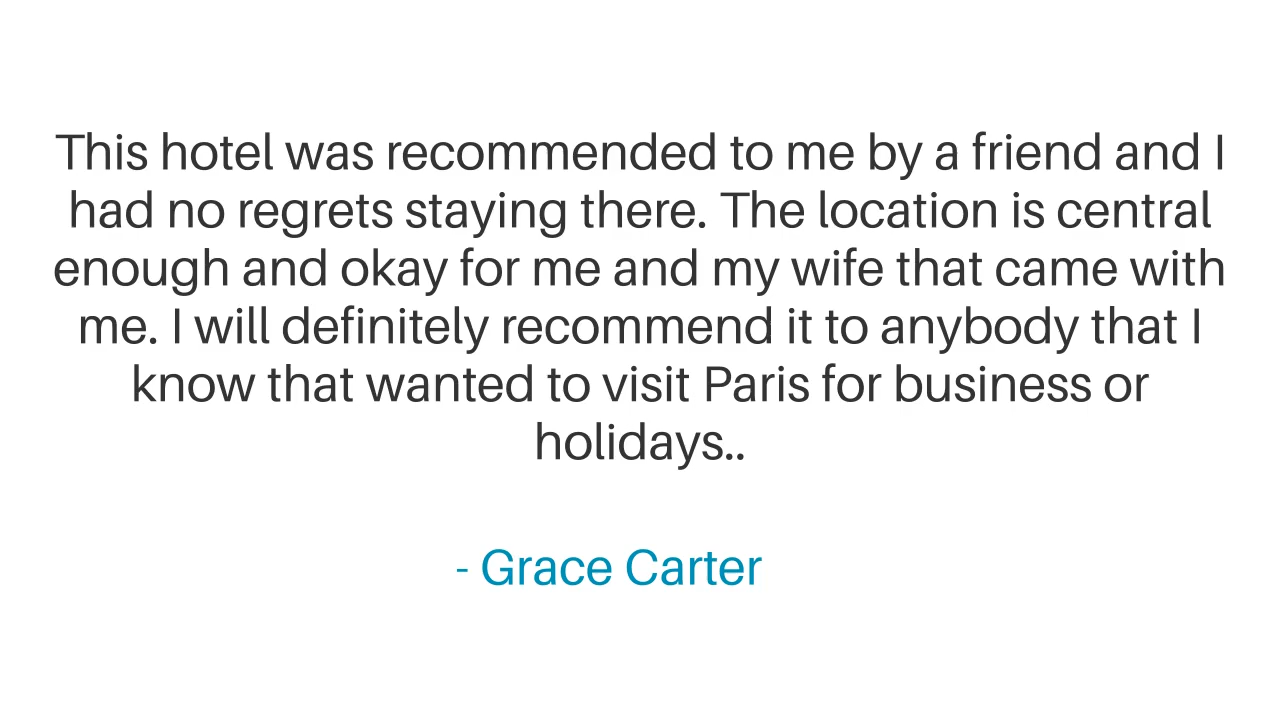 This hotel was recommended to me by a friend and I
had no regrets staying there. The location is central
enough and okay for me and my wife that came with
me. I will definitely recommend it to anybody that I
know that wanted to visit Paris for business or
holidays..
- Grace Carter